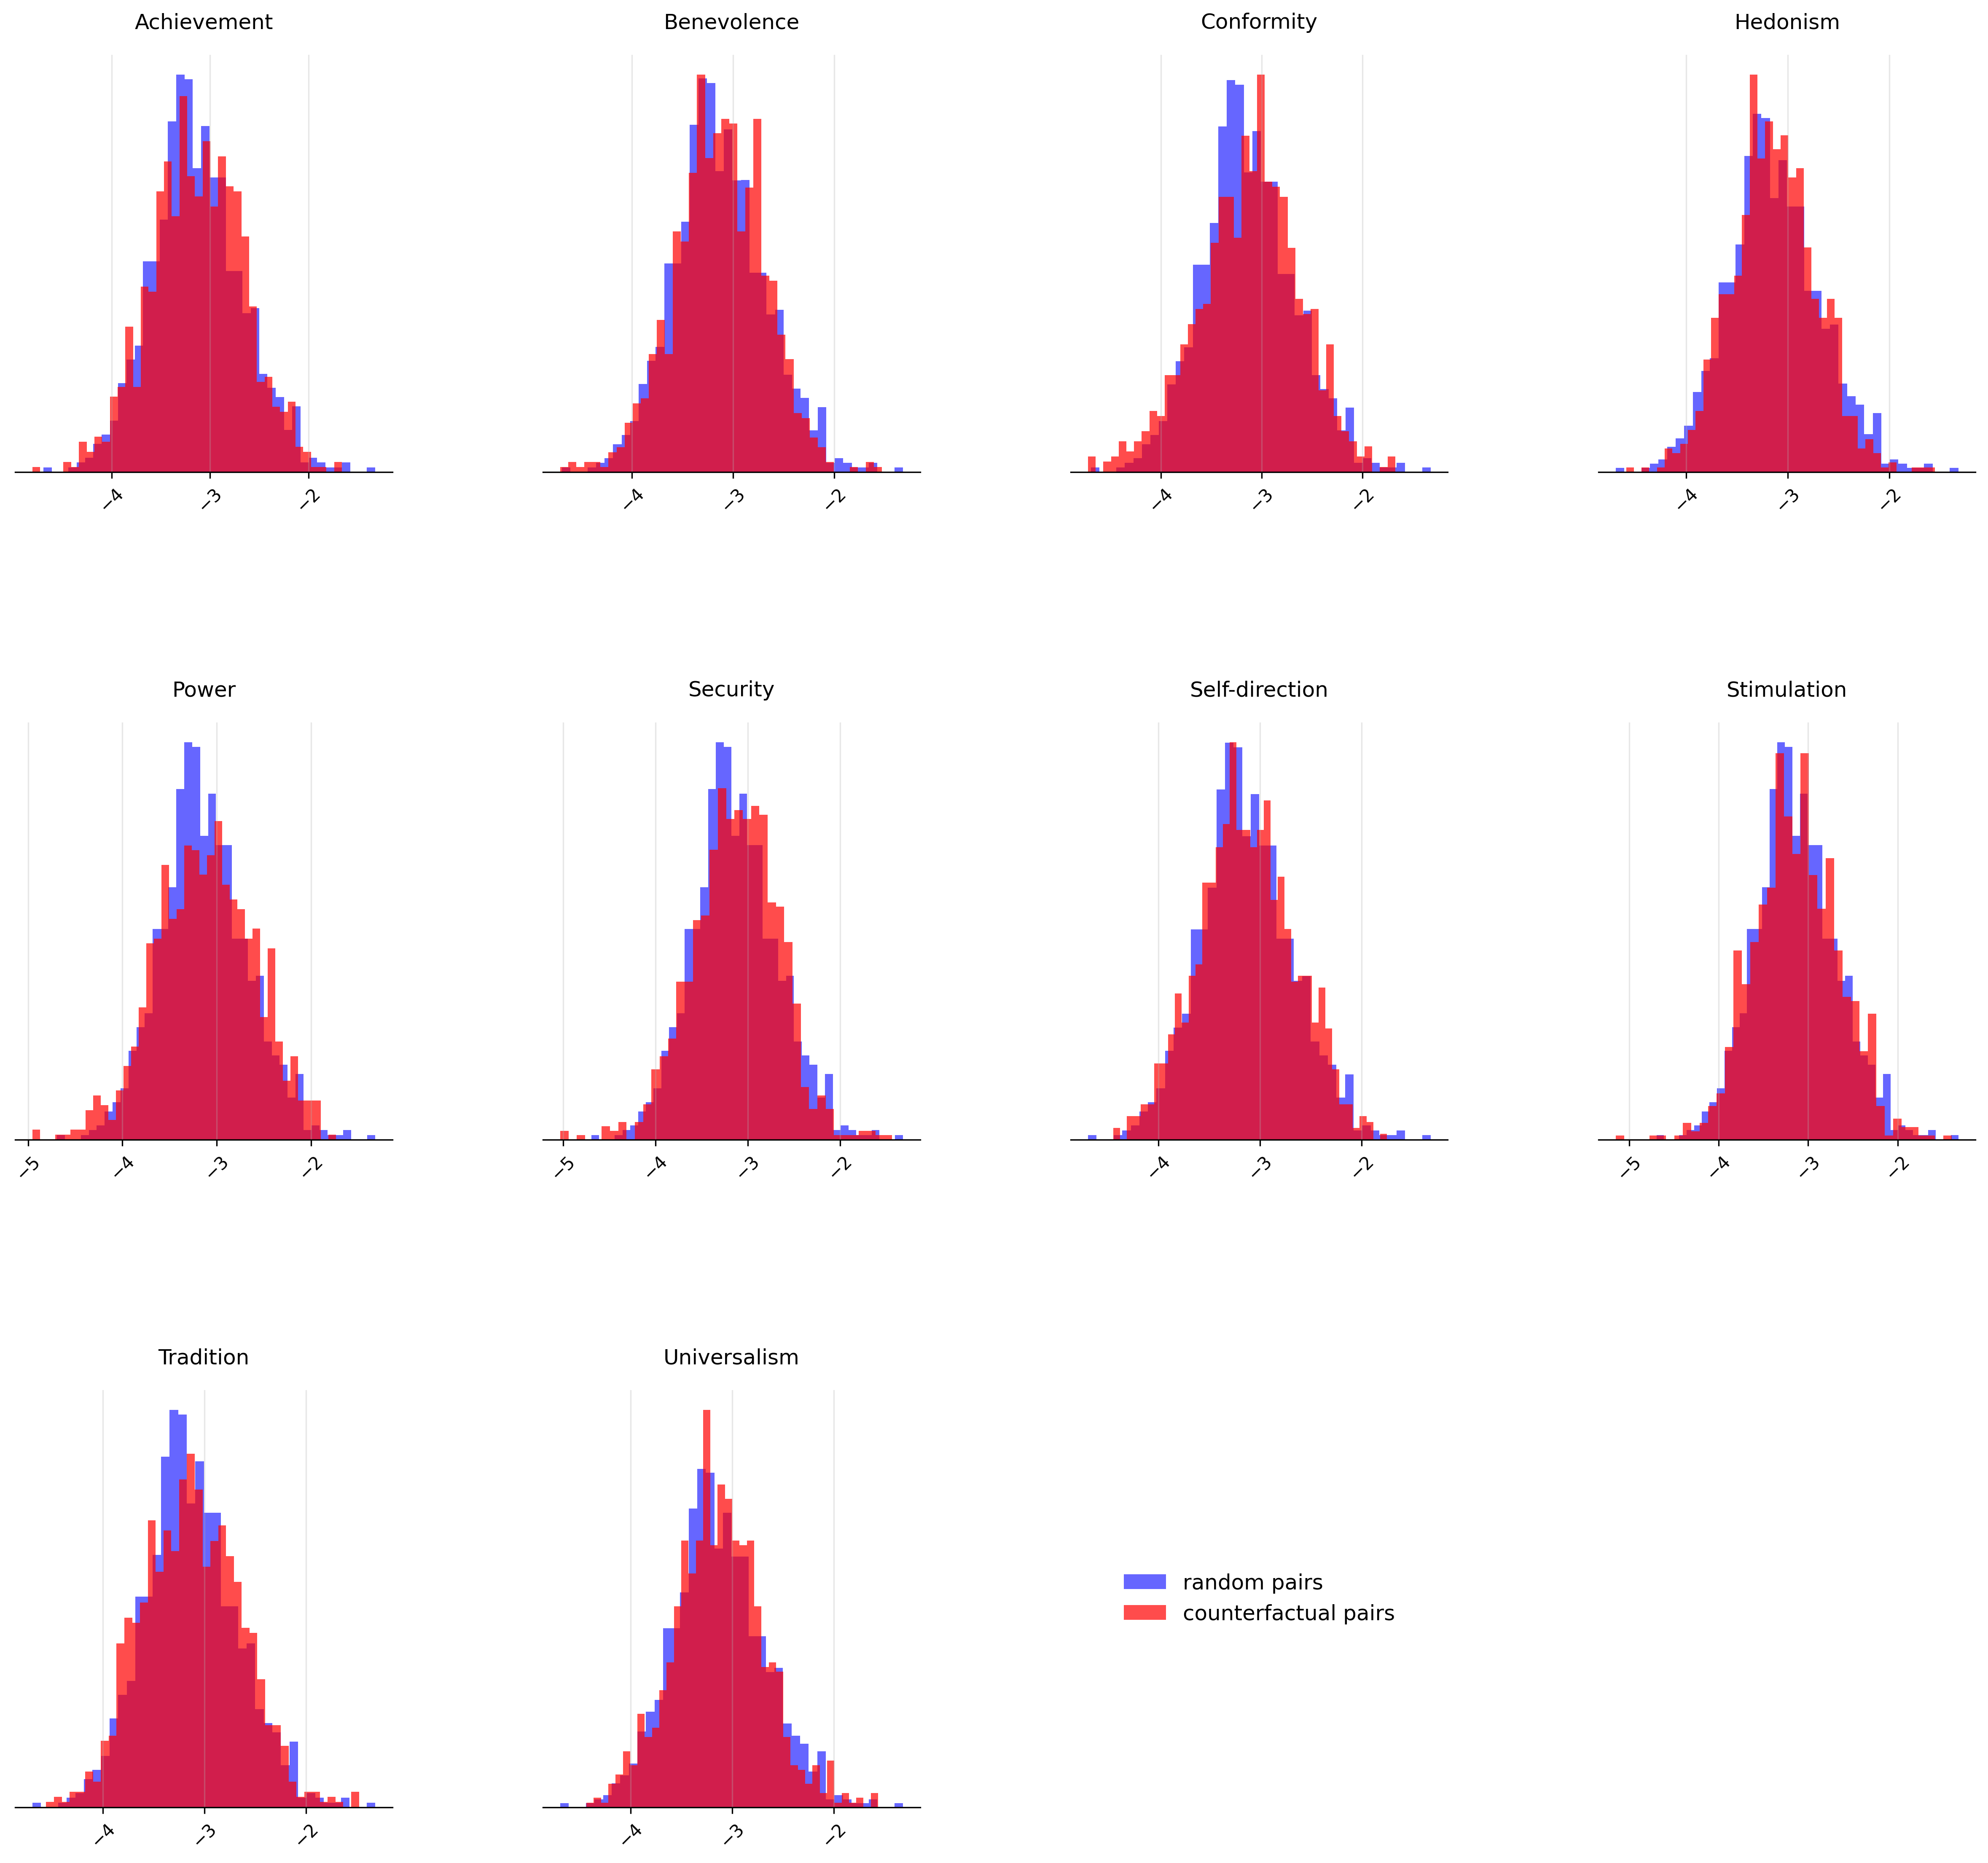 Achievement
Benevolence
Conformity
Hedonism
−4 −3 −2
−4 −3 −2
−4 −3 −2
−4 −3 −2
Power
Security
Self-direction
Stimulation
−5 −4 −3 −2
−5 −4 −3 −2
−4 −3 −2
−5 −4 −3 −2
Tradition
Universalism
random pairs
counterfactual pairs
−4 −3 −2
−4 −3 −2